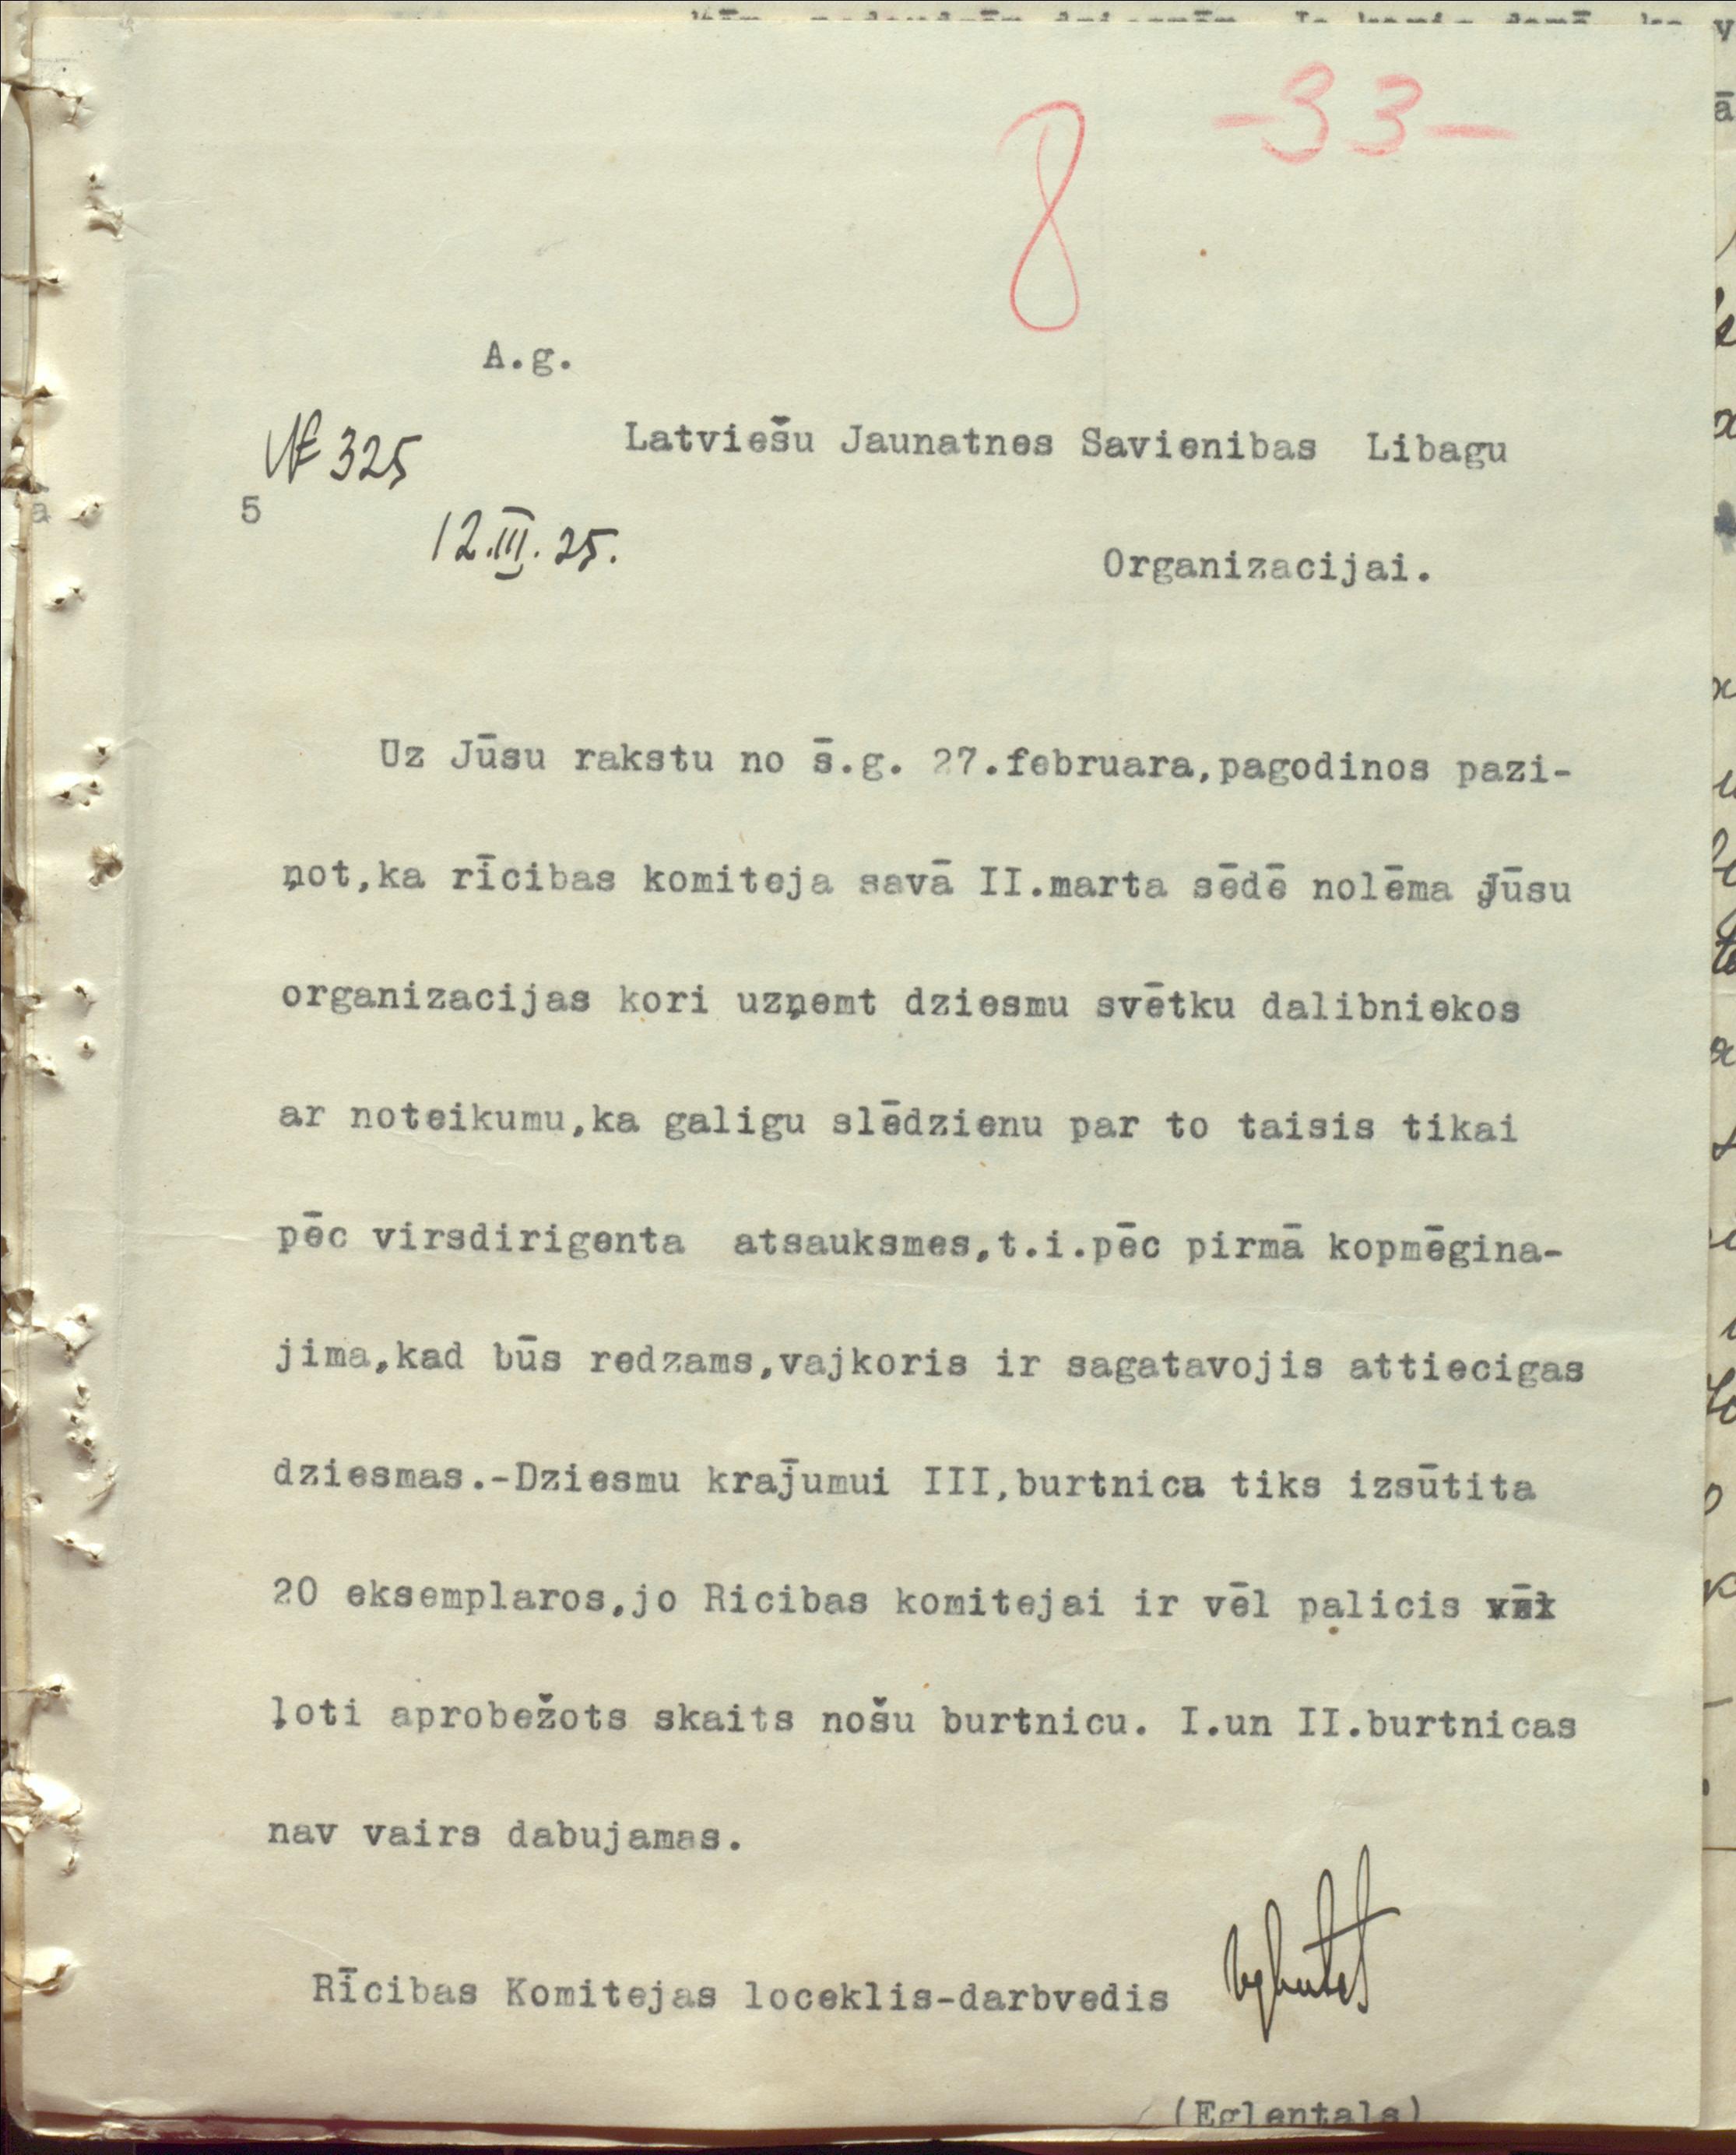 -33-
8
A.g.
№ 325
Latviešu Jaunatnes Savienibas Libagu
5
12.III.25.
Organizacijai.
Uz Jūsu rakstu no s̄.g. 27.februara,pagodinos pazi-
ņot,ka rīcibas komiteja savā II.marta sēdē nolēma Jūsu
organizacijas kori uzņemt dziesmu svētku dalibniekos
ar noteikumu,ka galigu slēdzienu par to taisis tikai
pēc virsdirigenta atsauksmes,t.i.pēc pirmā kopmēgina-
jima,kad būs redzams,vajkoris ir sagatavojis attiecigas
dziesmas.-Dziesmu krājumui III,burtnica tiks izsūtita
20 eksemplaros,jo Ricibas komitejai ir vēl palicis
ļoti aprobežots skaits nošu burtnicu. I.un II.burtnicas
nav vairs dabujamas.
Rīcibas Komitejas loceklis-darbvedis
(Eglentals)